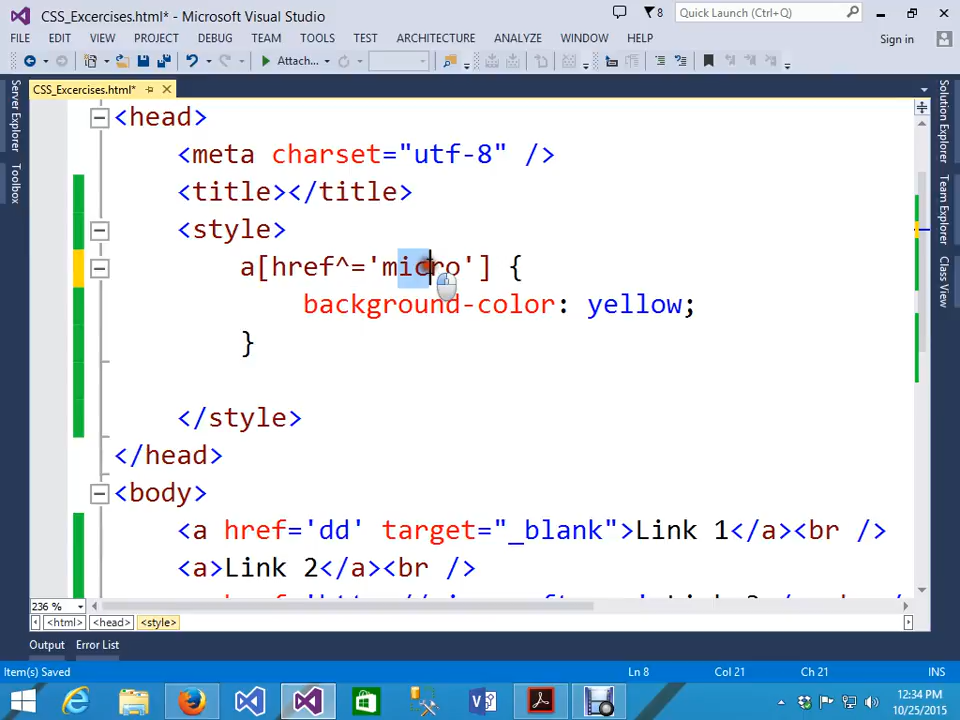 CSS_Excercises.html* - Microsoft Visual Studio
8
Quick Launch (Ctrl+Q)
FILE EDIT VIEW PROJECT DEBUG TEAM TOOLS TEST ARCHITECTURE ANALYZE WINDOW HELP
Sign in
Attach...
CSS_Excercises.html*
Server Explorer
Toolbox
Solution Explorer
Team Explorer
Class View
<head>
<meta charset="utf-8" />
<title></title>
<style>
a[href^='micro'] {
background-color: yellow;
}
</style>
</head>
<body>
<a href='dd' target="_blank">Link 1</a><br />
<a>Link 2</a><br />
236 %
<html> <head> <style>
Output Error List
Item(s) Saved Ln 8 Col 21 Ch 21 INS
12:34 PM
10/25/2015